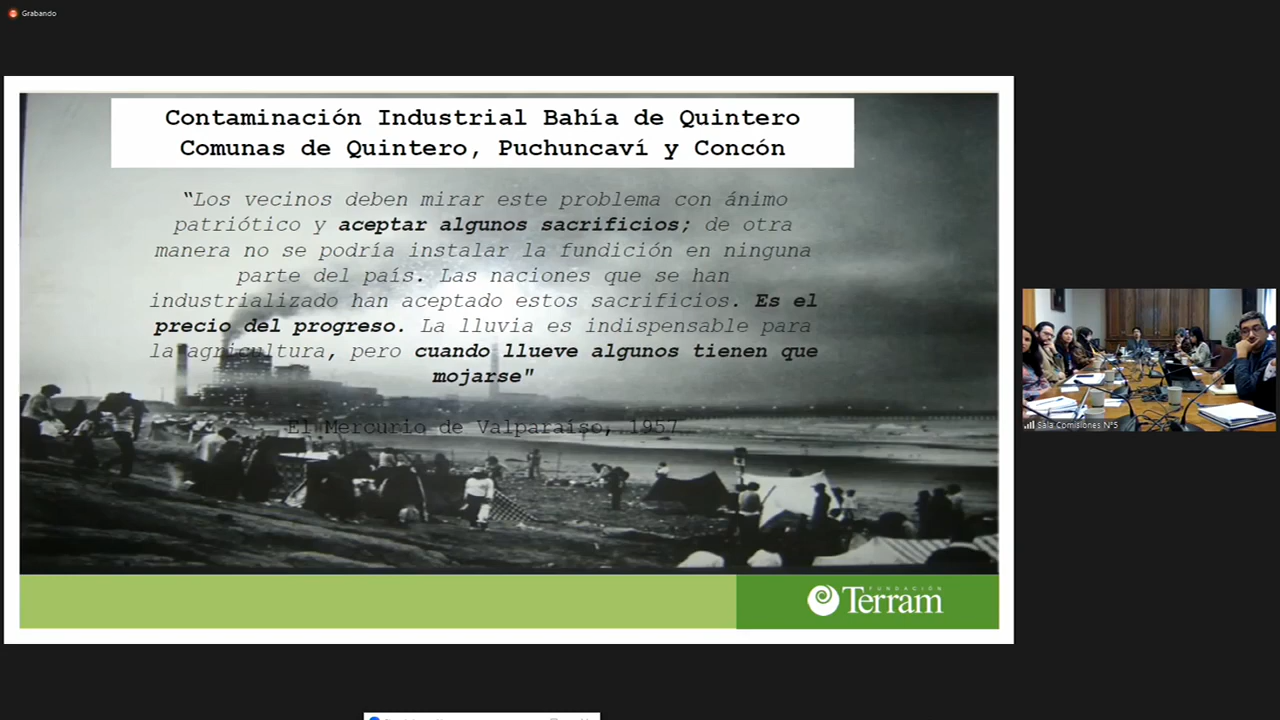 Grabando
Contaminación Industrial Bahía de Quintero
Comunas de Quintero, Puchuncaví y Concón
“Los vecinos deben mirar este problema con ánimo
patriótico y aceptar algunos sacrificios; de otra
manera no se podría instalar la fundición en ninguna
parte del país. Las naciones que se han
industrializado han aceptado estos sacrificios. Es el
precio del progreso. La lluvia es indispensable para
la agricultura, pero cuando llueve algunos tienen que
mojarse"
El Mercurio de Valparaíso, 1957
FUNDACIÓN
Terram
Sala Comisiones N°5